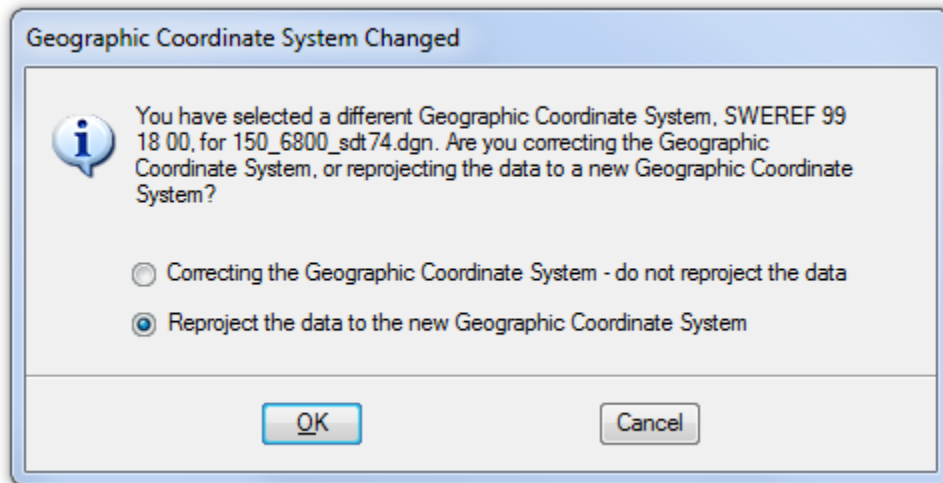 Geographic Coordinate System Changed
You have selected a different Geographic Coordinate System, SWEREF 99
18 00, for 150_6800_sdt74.dgn. Are you correcting the Geographic
Coordinate System, or reprojecting the data to a new Geographic Coordinate
System?
Correcting the Geographic Coordinate System - do not reproject the data
Reproject the data to the new Geographic Coordinate System
OK
Cancel